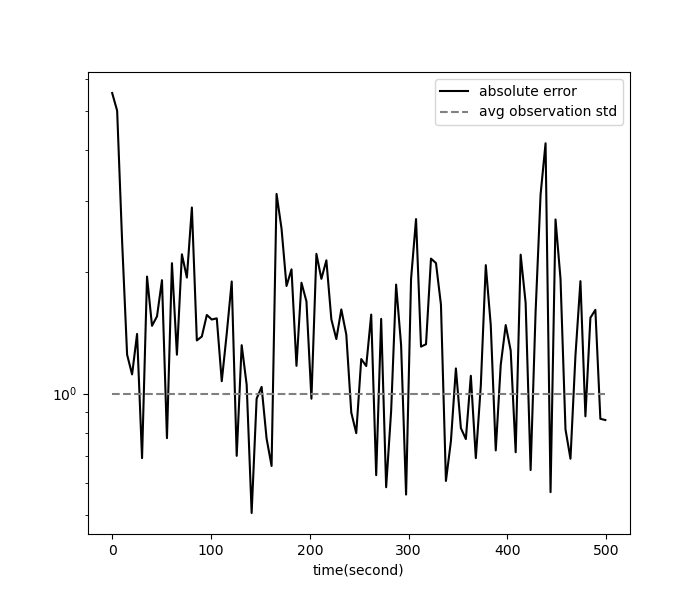 absolute error
avg observation std
10^0
0 100 200 300 400 500
time(second)